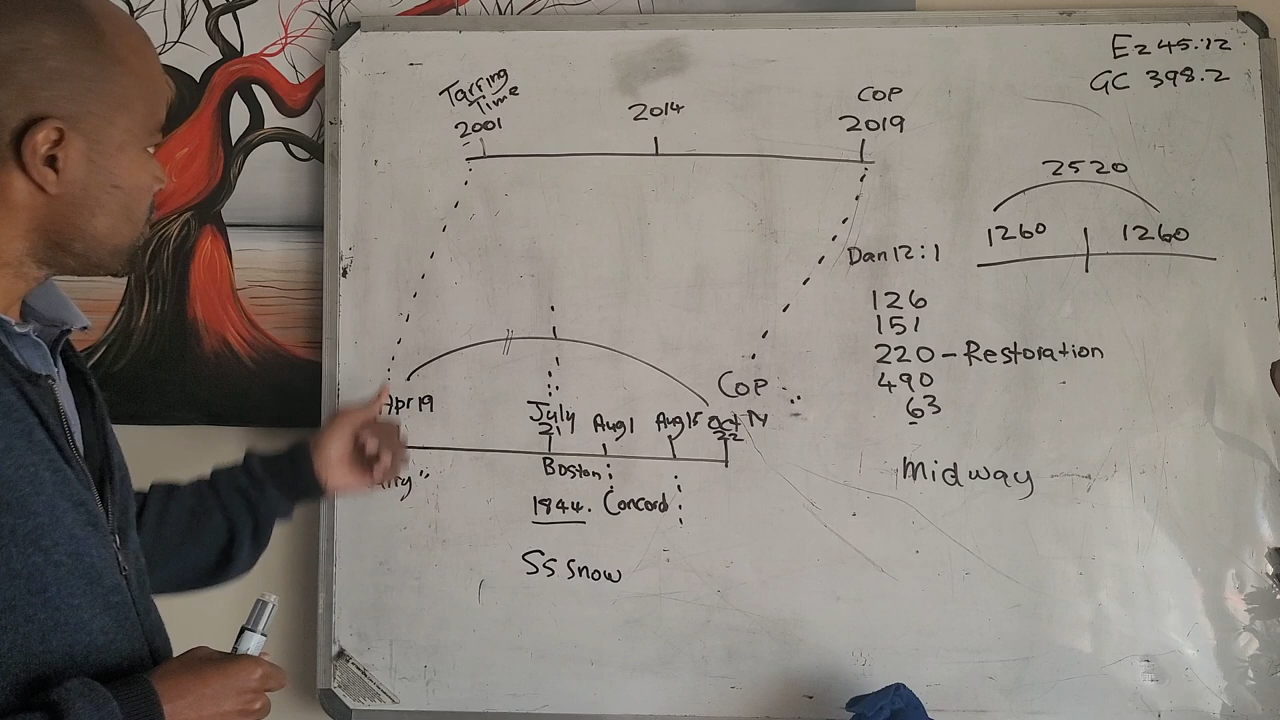 Ez 45:12
GC 398.2
Tarring
Time
2001
2014
COP
2019
2520
1260 1260
Dan 12:1
126
151
220 - Restoration
490
63
Midway
COP
Apr 19
July
21
Aug 1
Aug 15
Oct
22
Boston
1844. Concord
SS Snow